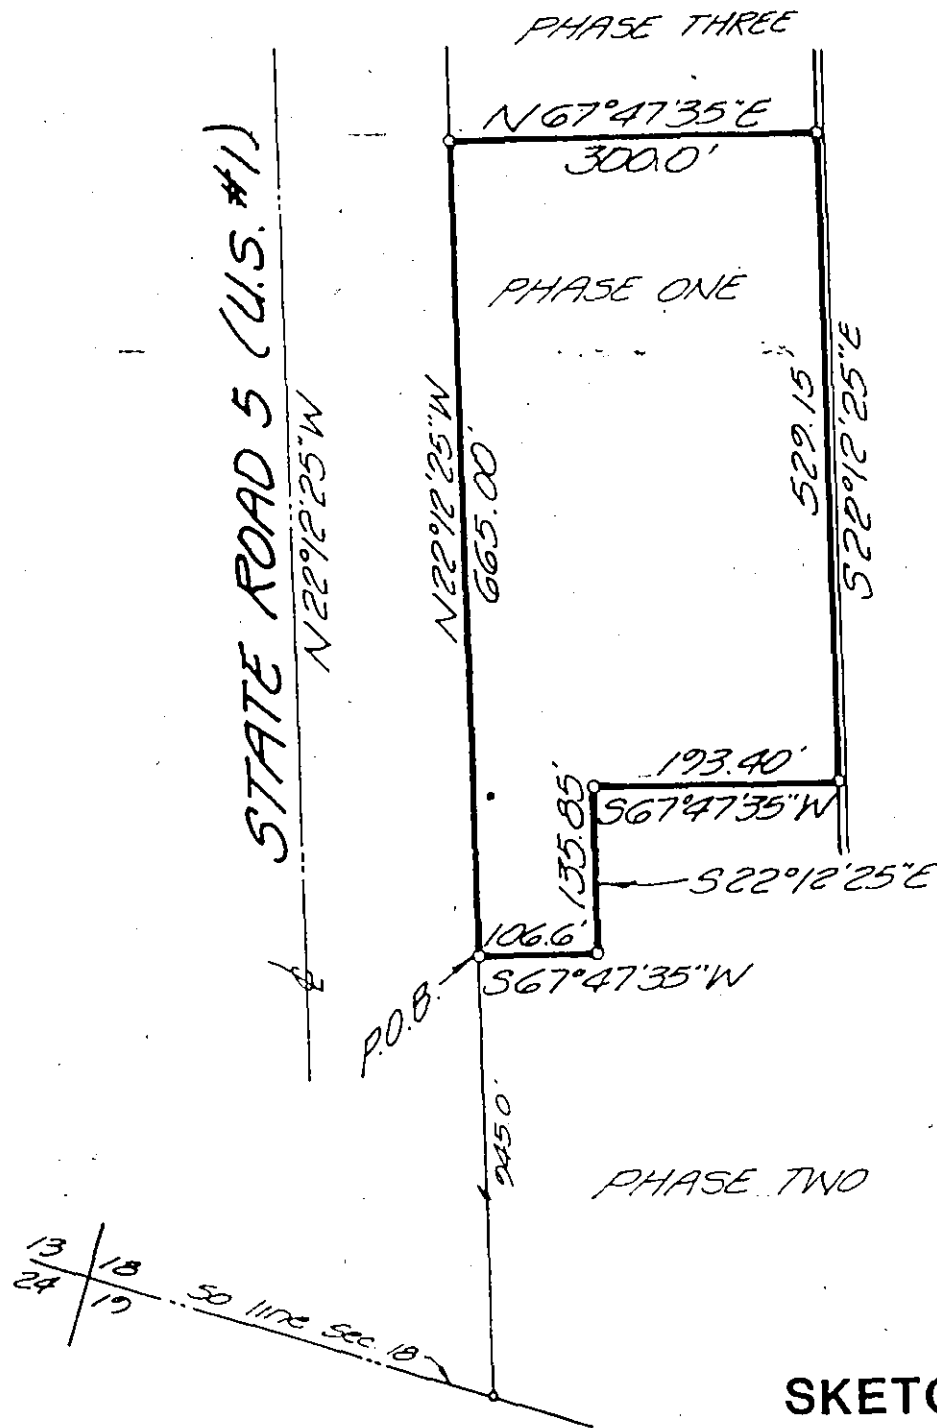 PHASE THREE
N 67°47'35"E
300.0'
STATE ROAD 5 (U.S. #1)
N22°12'25"W
PHASE ONE
N22°12'25"W
665.00'
529.15'
S22°12'25"E
193.40'
S67°47'35"W
135.85'
S22°12'25"E
106.6'
S67°47'35"W
P.O.B.
945.0'
PHASE TWO
13 18
24 19
SO line sec. 18
SKETC